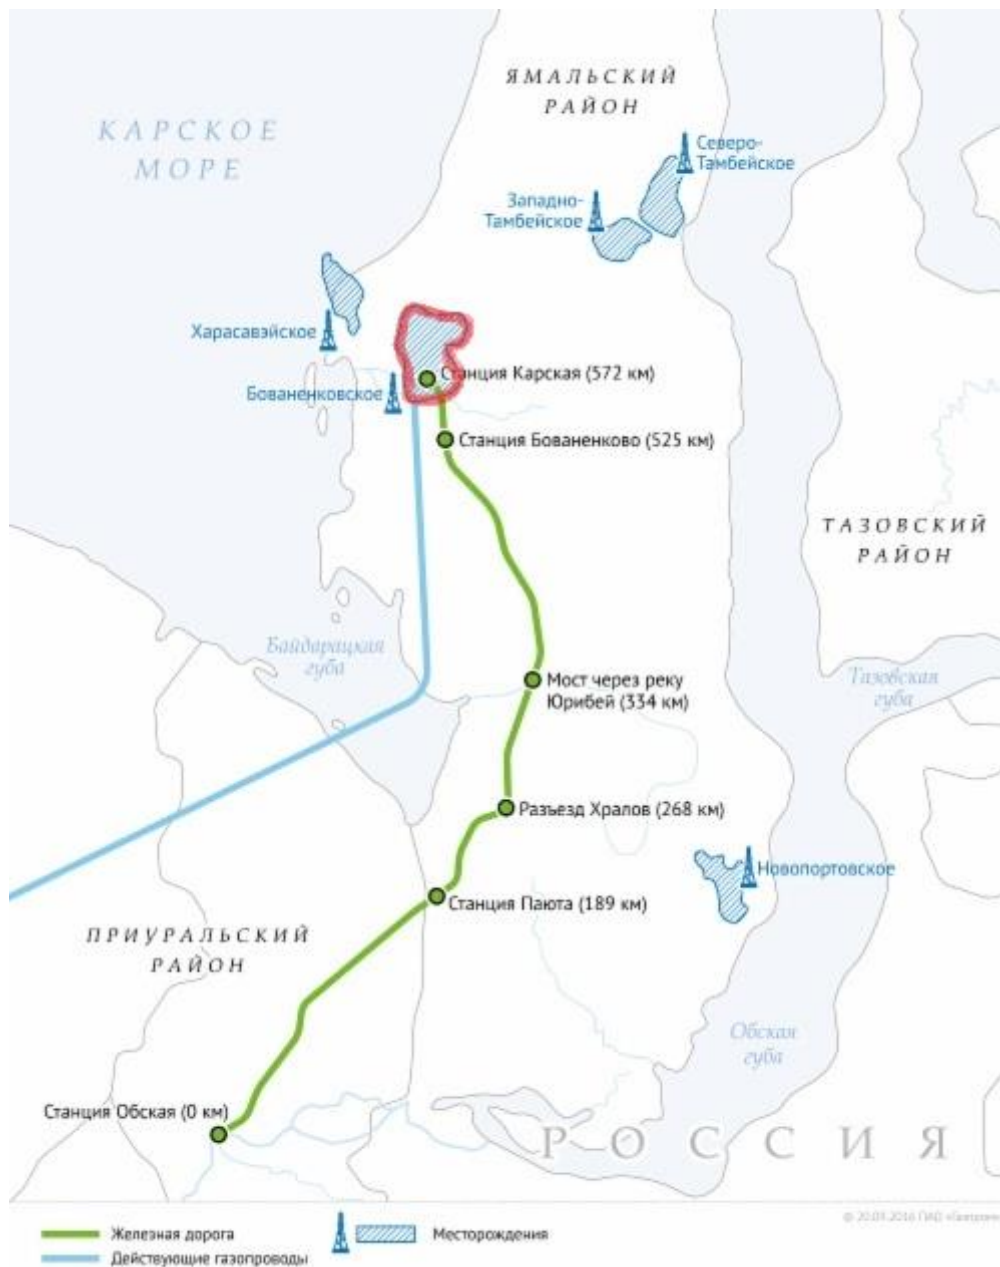 ЯМАЛЬСКИЙ
РАЙОН
КАРСКОЕ
МОРЕ
Северо-
Тамбейское
Западно-
Тамбейское
Харасавэйское
Станция Карская (572 км)
Бованенковское
Станция Бованенково (525 км)
ТАЗОВСКИЙ
РАЙОН
Байдарацкая
губа
Мост через реку
Юрибей (334 км)
Тазовская
губа
Разъезд Хралов (268 км)
Новопортовское
Станция Паюта (189 км)
ПРИУРАЛЬСКИЙ
РАЙОН
Обская
губа
Станция Обская (0 км)
РОССИЯ
Железная дорога
Месторождения
Действующие газопроводы